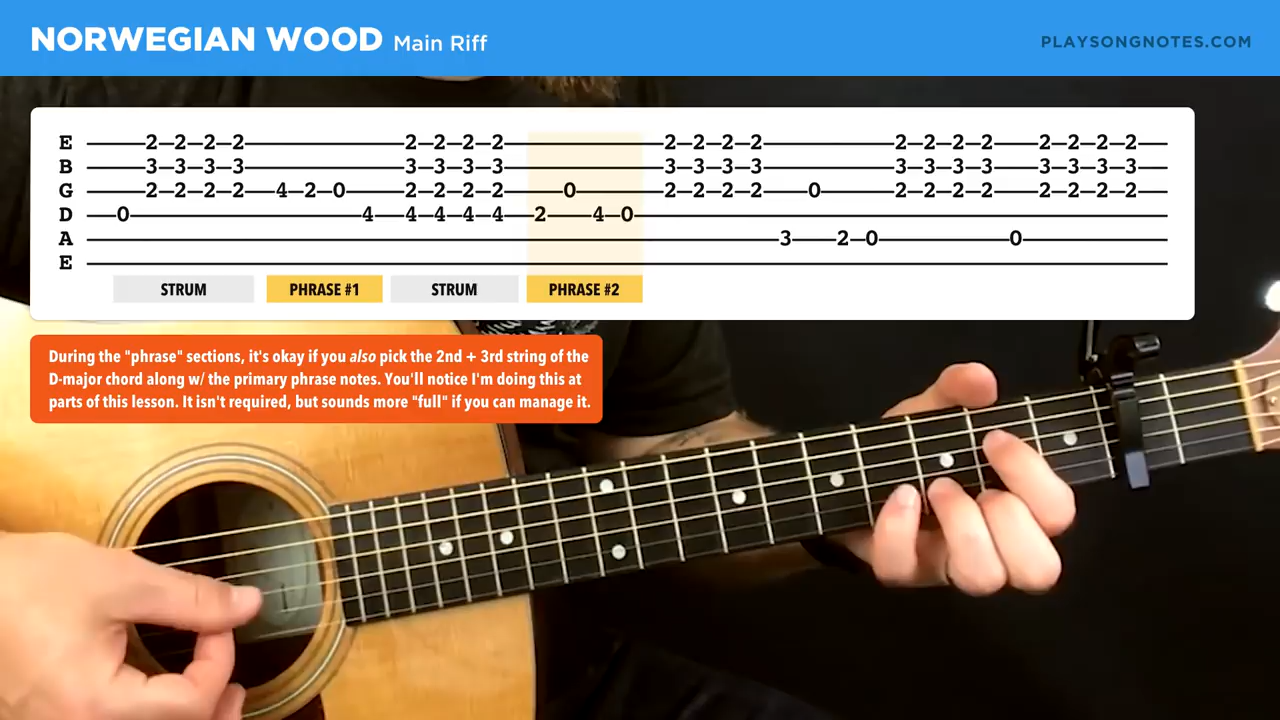 NORWEGIAN WOOD Main Riff
PLAYSONGNOTES.COM
E 2-2-2-2 2-2-2-2 2-2-2-2 2-2-2-2 2-2-2-2
B 3-3-3-3 3-3-3-3 3-3-3-3 3-3-3-3 3-3-3-3
G 2-2-2-2 4-2-0 2-2-2-2 0 2-2-2-2 0 2-2-2-2 2-2-2-2
D 0 4 4-4-4-4 2 4-0
A 3 2-0 0
E
STRUM PHRASE #1 STRUM PHRASE #2
During the "phrase" sections, it's okay if you also pick the 2nd + 3rd string of the
D-major chord along w/ the primary phrase notes. You'll notice I'm doing this at
parts of this lesson. It isn't required, but sounds more "full" if you can manage it.